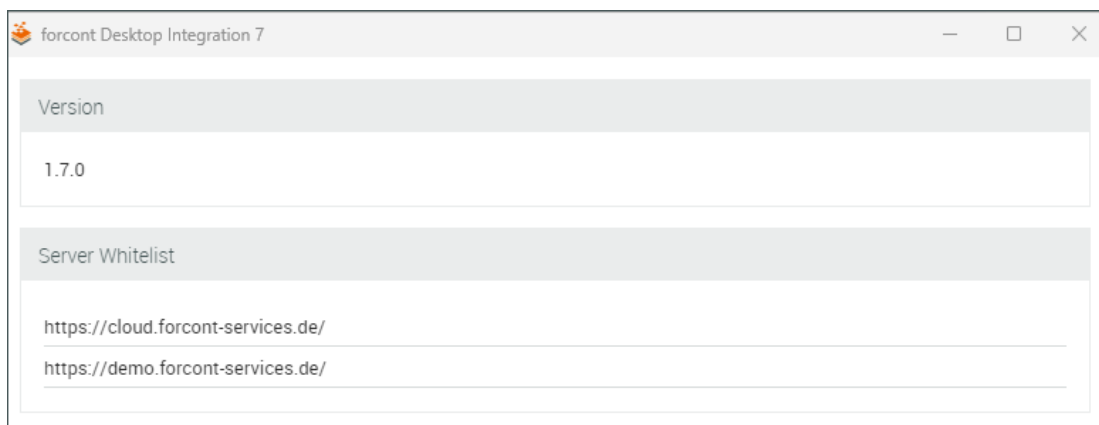 forcont Desktop Integration 7
Version
1.7.0
Server Whitelist
https://cloud.forcont-services.de/
https://demo.forcont-services.de/